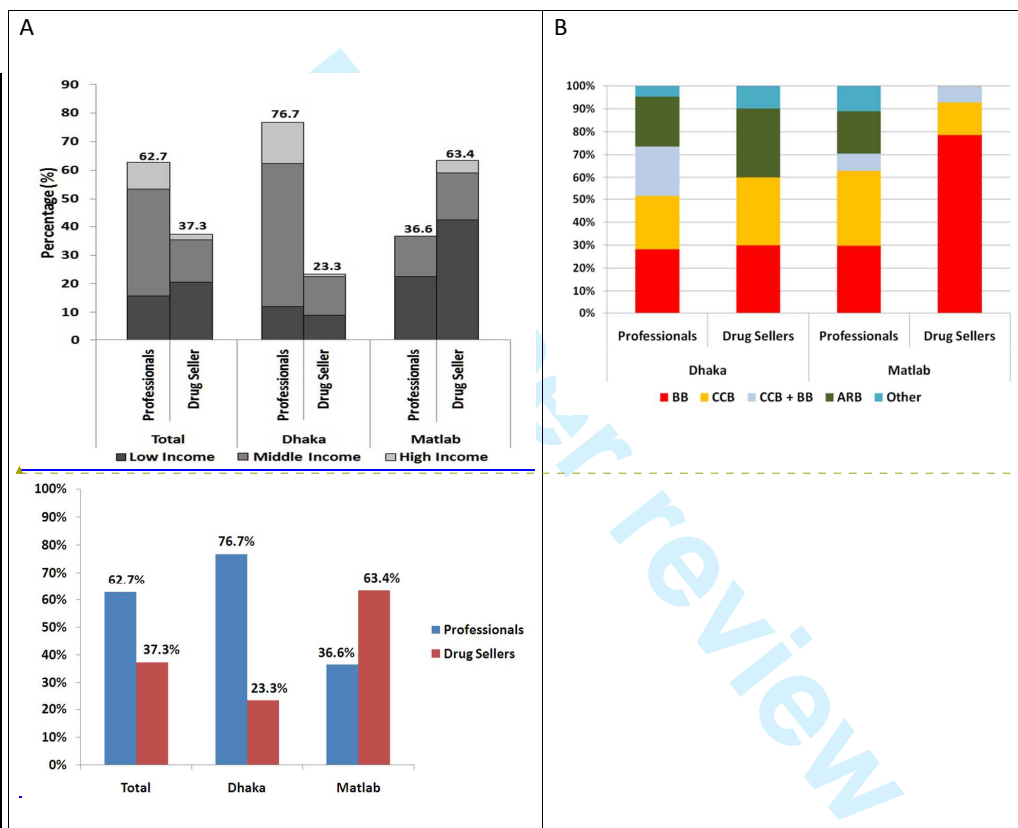 A
90
80
70
60
50
40
30
20
10
0
Percentage (%)
62.7
37.3
76.7
23.3
36.6
63.4
Professionals
Drug Seller
Professionals
Drug Seller
Professionals
Drug Seller
Total Dhaka Matlab
Low Income Middle Income High Income
B
100%
90%
80%
70%
60%
50%
40%
30%
20%
10%
0%
Professionals Drug Sellers Professionals Drug Sellers
Dhaka Matlab
BB CCB CCB + BB ARB Other
100%
90%
80%
70%
60%
50%
40%
30%
20%
10%
0%
62.7%
37.3%
76.7%
23.3%
36.6%
63.4%
Total Dhaka Matlab
Professionals
Drug Sellers
review